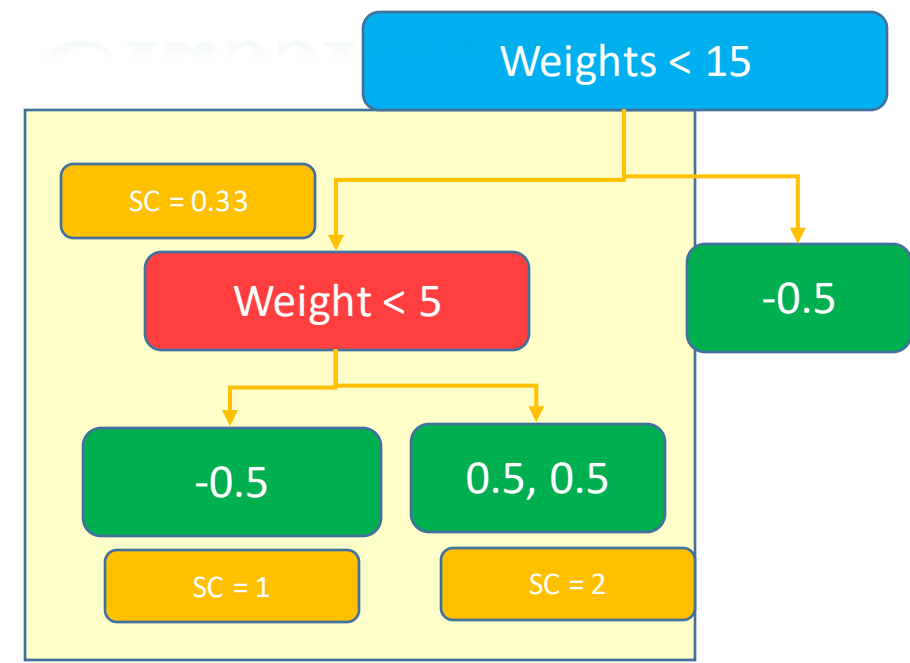 Weights < 15
SC = 0.33
Weight < 5
-0.5
-0.5
0.5, 0.5
SC = 1
SC = 2